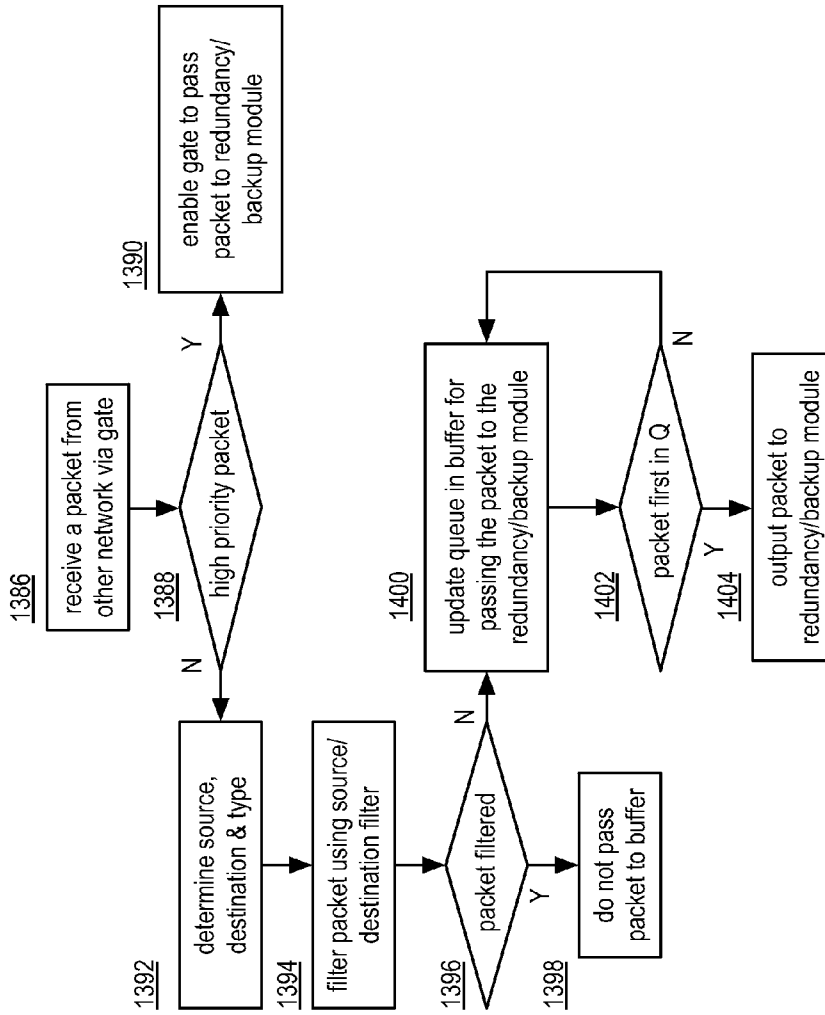 1386
receive a packet from
other network via gate
1388
high priority packet
Y
N
1390
enable gate to pass
packet to redundancy/
backup module
1392
determine source,
destination & type
1394
filter packet using source/
destination filter
1396
packet filtered
N
Y
1398
do not pass
packet to buffer
1400
update queue in buffer for
passing the packet to the
redundancy/backup module
1402
packet first in Q
N
Y
1404
output packet to
redundancy/backup module